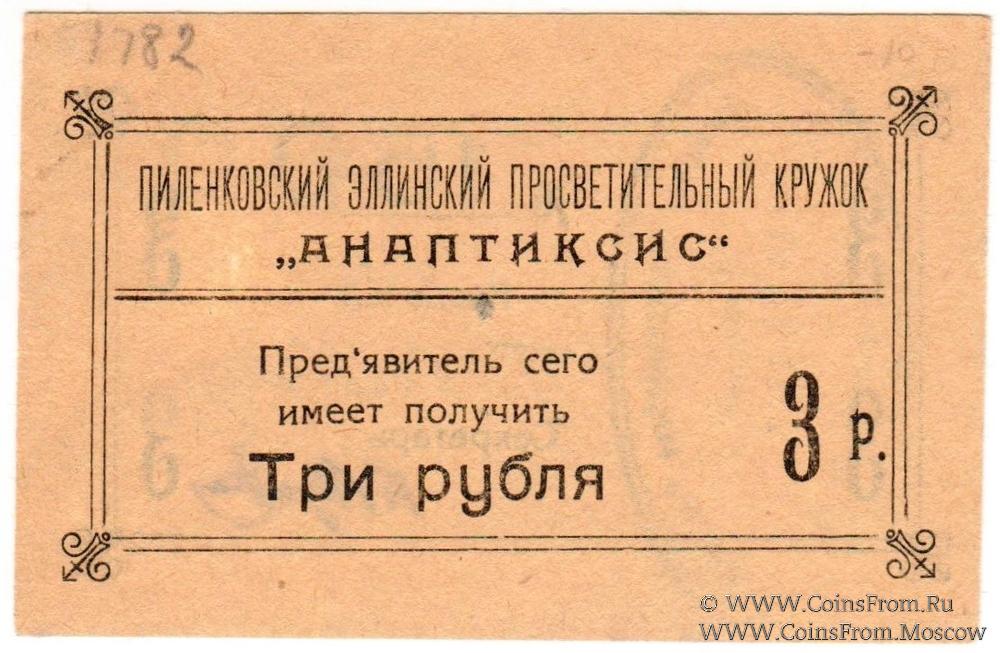 1782
-10
ПИЛЕНКОВСКИЙ ЭЛЛИНСКИЙ ПРОСВЕТИТЕЛЬНЫЙ КРУЖОК
„АНАПТИКСИС“
Пред‘явитель сего
имеет получить
Три рубля
3 р.
© WWW.CoinsFrom.Ru
WWW.CoinsFrom.Moscow